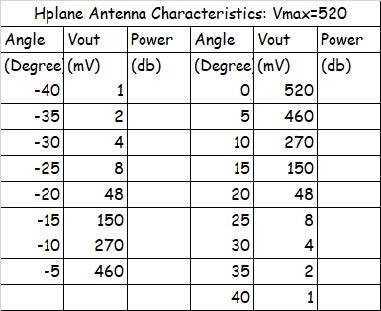 Hplane Antenna Characteristics: Vmax=520
Angle Vout Power Angle Vout Power
(Degree (mV) (db) (Degree (mV) (db)
-40 1 0 520
-35 2 5 460
-30 4 10 270
-25 8 15 150
-20 48 20 48
-15 150 25 8
-10 270 30 4
-5 460 35 2
40 1